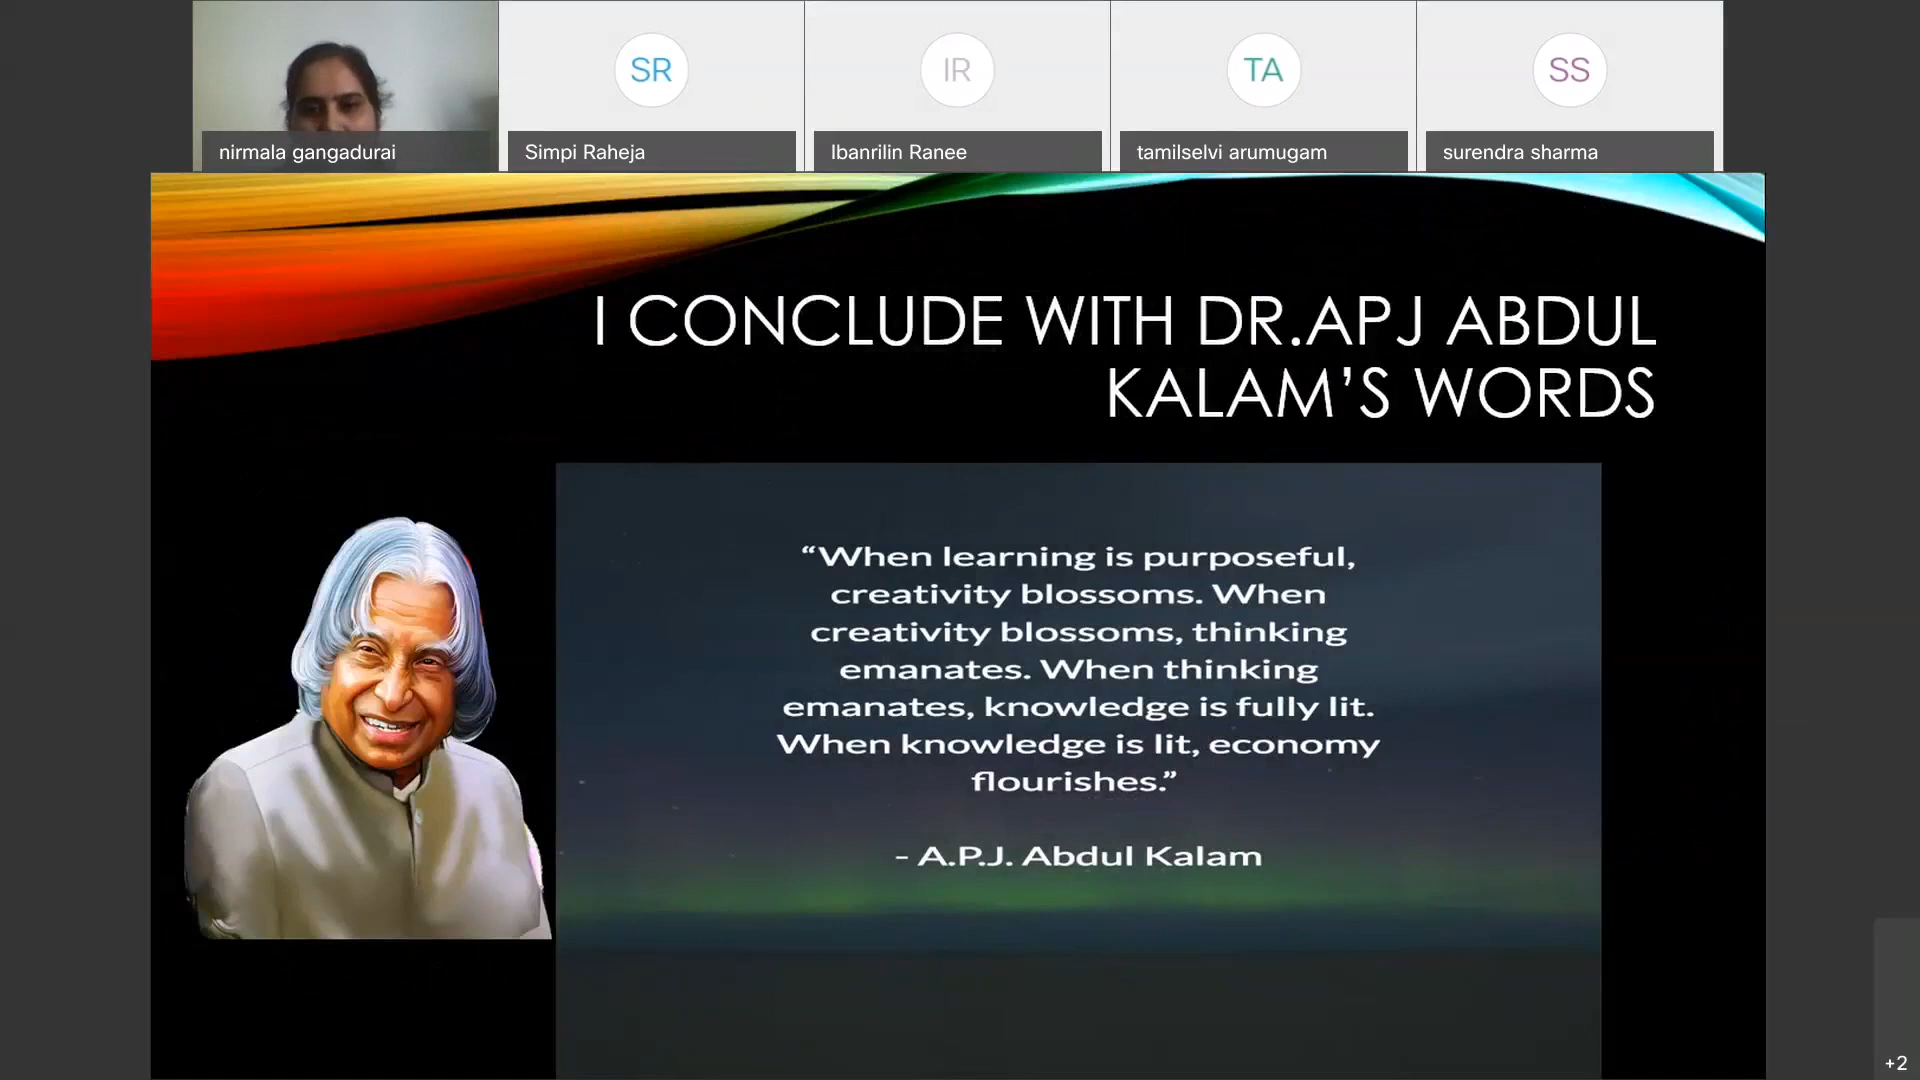 SR
IR
TA
SS
nirmala gangadurai
Simpi Raheja
Ibanrilin Ranee
tamilselvi arumugam
surendra sharma
I CONCLUDE WITH DR.APJ ABDUL
KALAM’S WORDS
“When learning is purposeful,
creativity blossoms. When
creativity blossoms, thinking
emanates. When thinking
emanates, knowledge is fully lit.
When knowledge is lit, economy
flourishes.”
- A.P.J. Abdul Kalam
+2